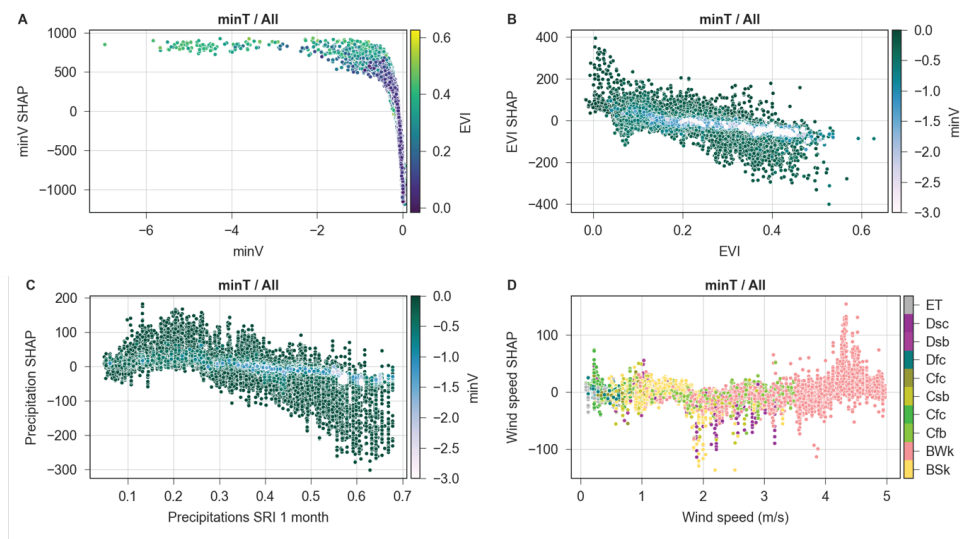 A
minT / All
1000
500
0
−500
−1000
minV SHAP
−6
−4
−2
0
minV
0.6
0.4
0.2
0.0
EVI
B
minT / All
400
200
0
−200
−400
EVI SHAP
0.0
0.2
0.4
0.6
EVI
0.0
−0.5
−1.0
−1.5
−2.0
−2.5
−3.0
minV
C
minT / All
200
100
0
−100
−200
−300
Precipitation SHAP
0.1
0.2
0.3
0.4
0.5
0.6
0.7
Precipitations SRI 1 month
0.0
−0.5
−1.0
−1.5
−2.0
−2.5
−3.0
minV
D
minT / All
100
0
−100
Wind speed SHAP
0
1
2
3
4
5
Wind speed (m/s)
ET
Dsc
Dsb
Dfc
Cfc
Csb
Cfc
Cfb
BWk
BSk